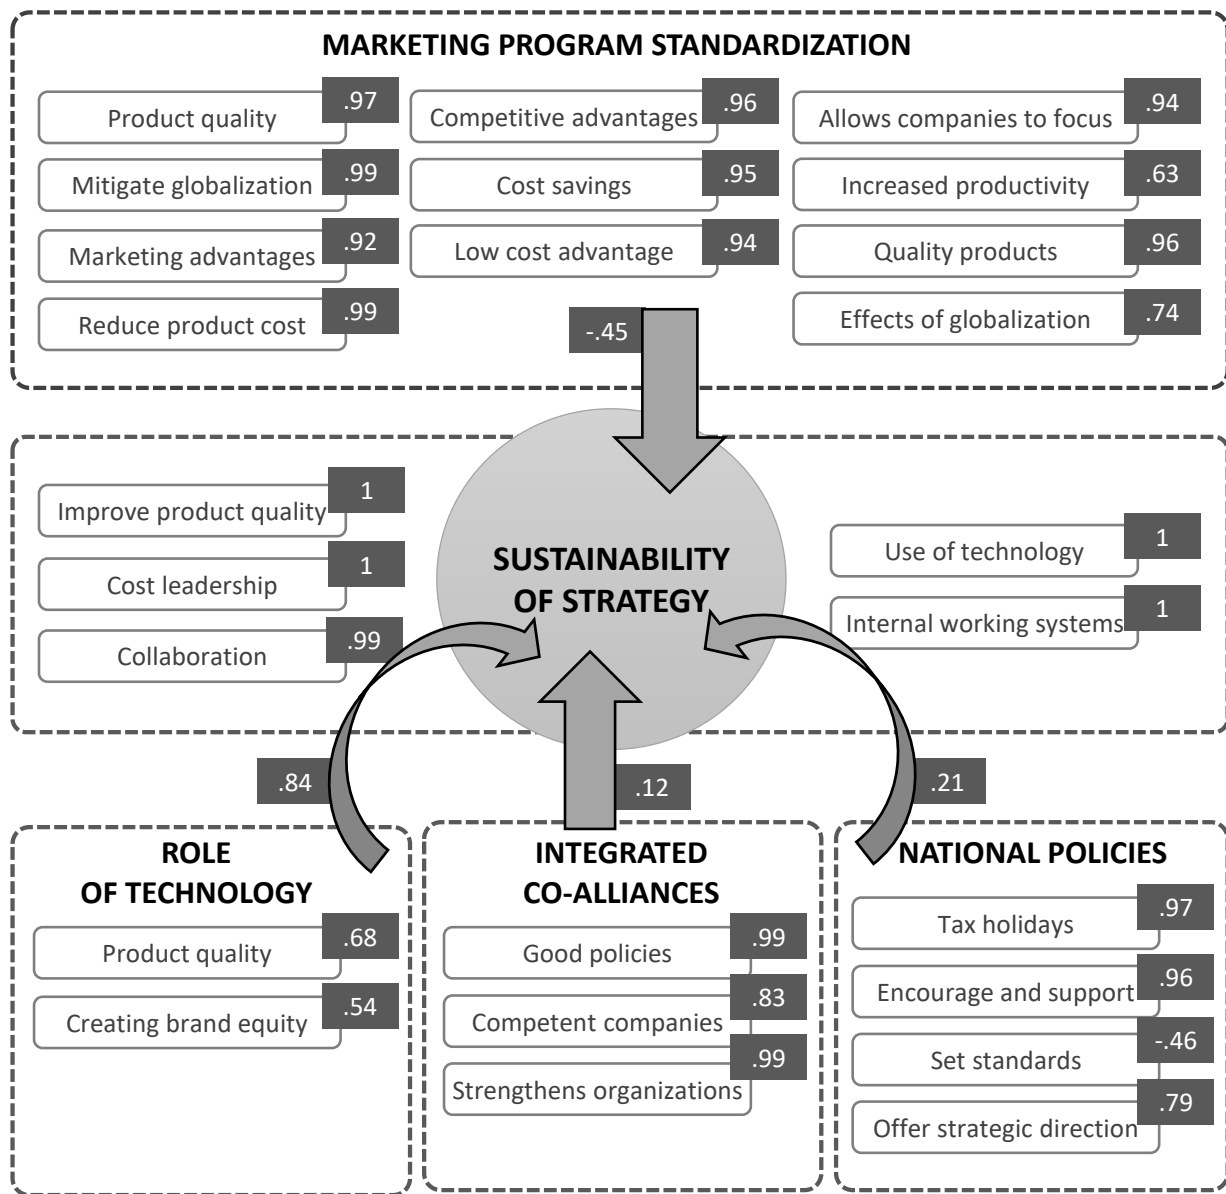 MARKETING PROGRAM STANDARDIZATION
Product quality .97
Mitigate globalization .99
Marketing advantages .92
Reduce product cost .99
Competitive advantages .96
Cost savings .95
Low cost advantage .94
Allows companies to focus .94
Increased productivity .63
Quality products .96
Effects of globalization .74
-.45
Improve product quality 1
Cost leadership 1
Collaboration .99
SUSTAINABILITY
OF STRATEGY
Use of technology 1
Internal working systems 1
.84
.12
.21
ROLE
OF TECHNOLOGY
Product quality .68
Creating brand equity .54
INTEGRATED
CO-ALLIANCES
Good policies .99
Competent companies .83
Strengthens organizations .99
NATIONAL POLICIES
Tax holidays .97
Encourage and support .96
Set standards -.46
Offer strategic direction .79